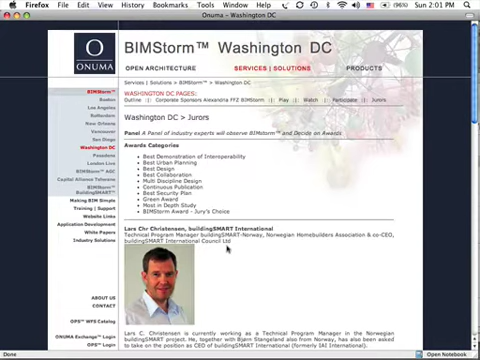 Firefox File Edit View History Bookmarks Tools Window Help (96%) Sun 2:01 PM
Onuma - Washington DC
BIMStorm™ Washington DC
ONUMA
OPEN ARCHITECTURE SERVICES | SOLUTIONS PRODUCTS
Services | Solutions > BIMStorm™ > Washington DC
BIMStorm™
Boston
Los Angeles
Rotterdam
New Orleans
Vancouver
San Diego
Washington DC
Pasadena
London Live
BIMStorm™ AEC
Capital Alliance
BIMStorm™
BuildingSMART™
Making BIM Simple
Training | Support
Website Links
Application Development
White Papers
Industry Solutions
ABOUT US
CONTACT
OPS™ WFS Catalog
ONUMA Exchange™ Login
OPS™ Login
WASHINGTON DC PAGES:
Outline :: Corporate Sponsors Alexandria FFZ BIMStorm :: Play :: Watch :: Participate :: Jurors
Washington DC > Jurors
Panel A Panel of industry experts will observe BIMstorm™ and Decide on Awards
Awards Categories
• Best Demonstration of Interoperability
• Best Urban Planning
• Best Design
• Best Collaboration
• Multi Discipline Design
• Continuous Publication
• Best Security Plan
• Green Award
• Most in Depth Study
• BIMStorm Award - Jury's Choice
Lars Chr Christensen, buildingSMART International
Technical Program Manager buildingSMART-Norway, Norwegian Homebuilders Association & co-CEO,
buildingSMART International Council Ltd
Lars C. Christensen is currently working as a Technical Program Manager in the Norwegian
buildingSMART project. He, together with Bjørn Stangeland also from Norway, has also been asked
to take on the position as CEO of buildingSMART International (formerly IAI International).
Done
Open Notebook